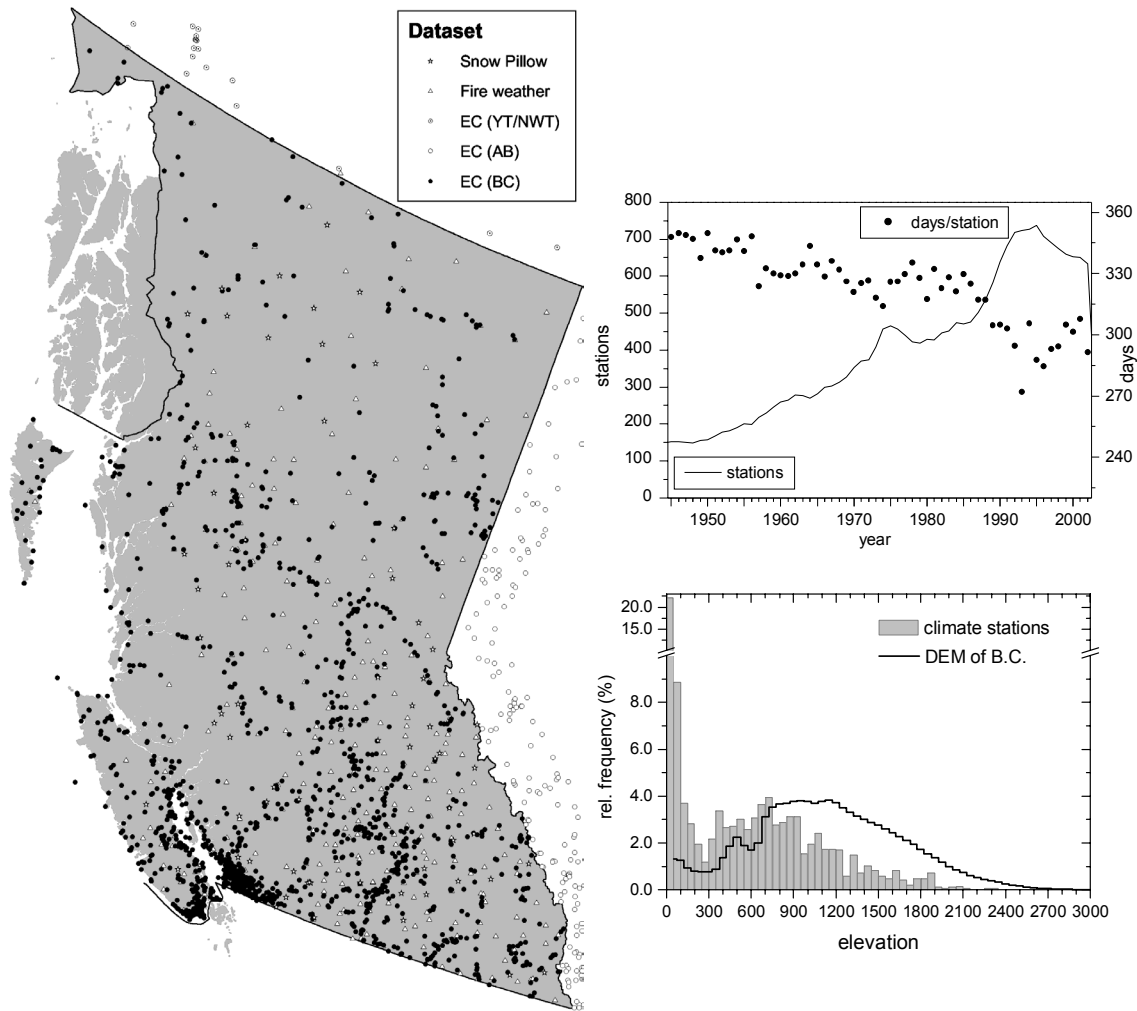 Dataset
Snow Pillow
Fire weather
EC (YT/NWT)
EC (AB)
EC (BC)
800
700
600
500
400
300
200
100
0
stations
days/station
stations
360
330
300
270
240
days
1950 1960 1970 1980 1990 2000
year
20.0
15.0
8.0
6.0
4.0
2.0
0.0
rel. frequency (%)
climate stations
DEM of B.C.
0 300 600 900 1200 1500 1800 2100 2400 2700 3000
elevation